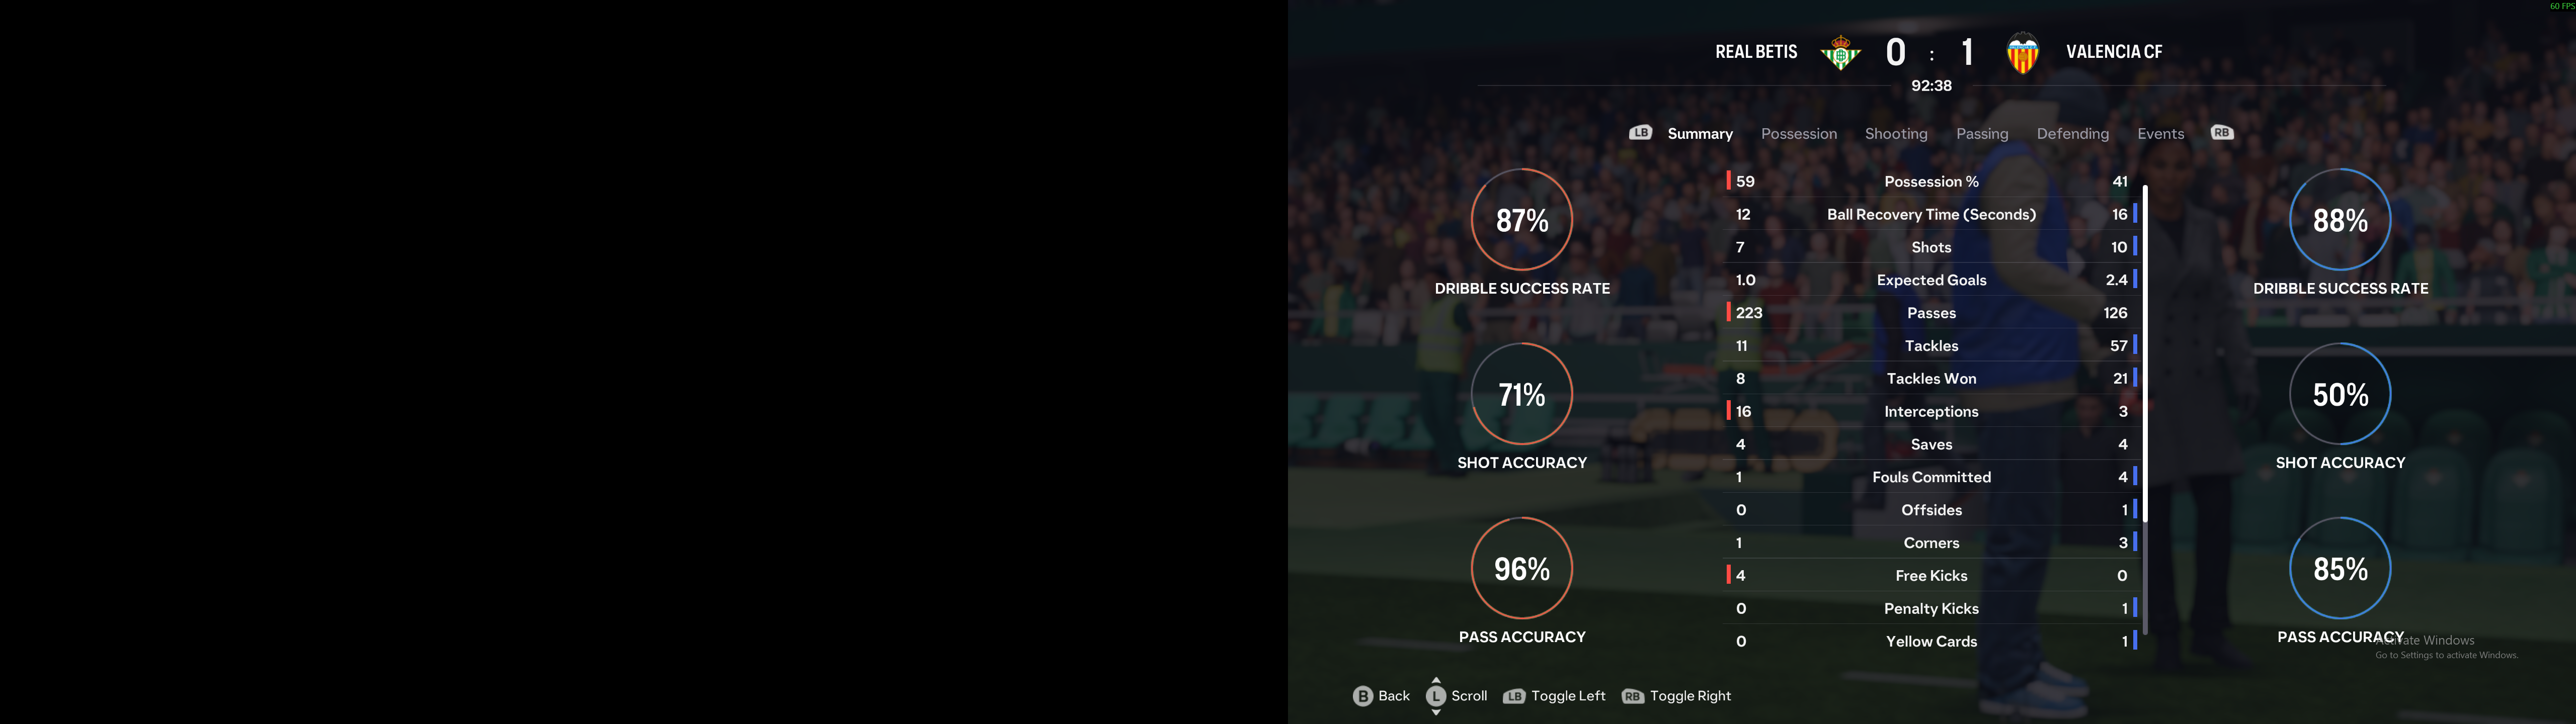 60 FPS
REAL BETIS 0 : 1 VALENCIA CF
92:38
LB Summary Possession Shooting Passing Defending Events RB
87%
DRIBBLE SUCCESS RATE
71%
SHOT ACCURACY
96%
PASS ACCURACY
59 Possession % 41
12 Ball Recovery Time (Seconds) 16
7 Shots 10
1.0 Expected Goals 2.4
223 Passes 126
11 Tackles 57
8 Tackles Won 21
16 Interceptions 3
4 Saves 4
1 Fouls Committed 4
0 Offsides 1
1 Corners 3
4 Free Kicks 0
0 Penalty Kicks 1
0 Yellow Cards 1
88%
DRIBBLE SUCCESS RATE
50%
SHOT ACCURACY
85%
PASS ACCURACY
Activate Windows
Go to Settings to activate Windows.
B Back L Scroll LB Toggle Left RB Toggle Right